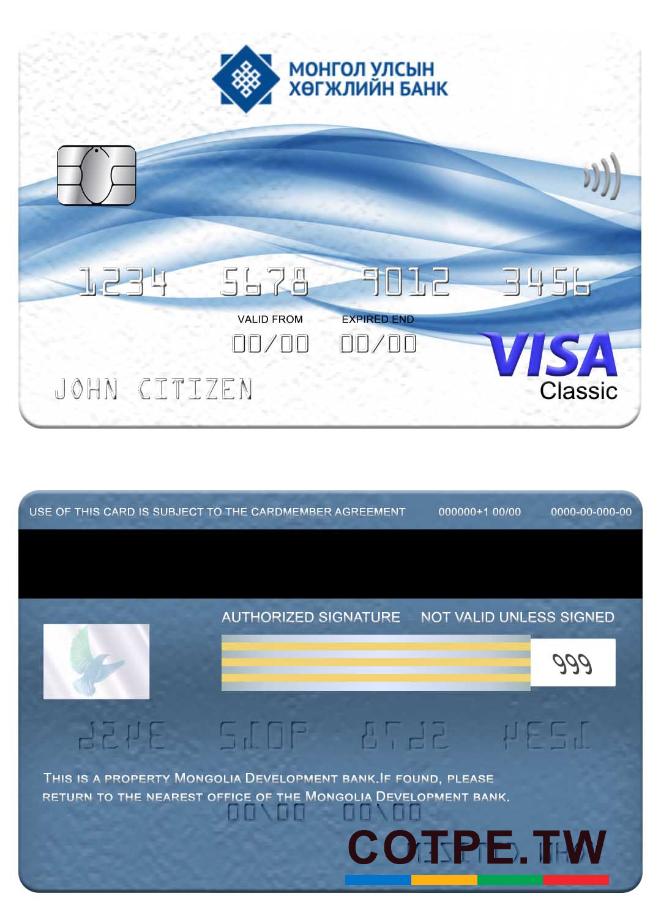 МОНГОЛ УЛСЫН
ХӨГЖЛИЙН БАНК
1234 5678 9012 3456
VALID FROM EXPIRED END
00/00 00/00
VISA
Classic
JOHN CITIZEN
USE OF THIS CARD IS SUBJECT TO THE CARDMEMBER AGREEMENT 000000+1 00/00 0000-00-000-00
AUTHORIZED SIGNATURE NOT VALID UNLESS SIGNED
999
THIS IS A PROPERTY MONGOLIA DEVELOPMENT BANK.IF FOUND, PLEASE
RETURN TO THE NEAREST OFFICE OF THE MONGOLIA DEVELOPMENT BANK.
COTPE.TW